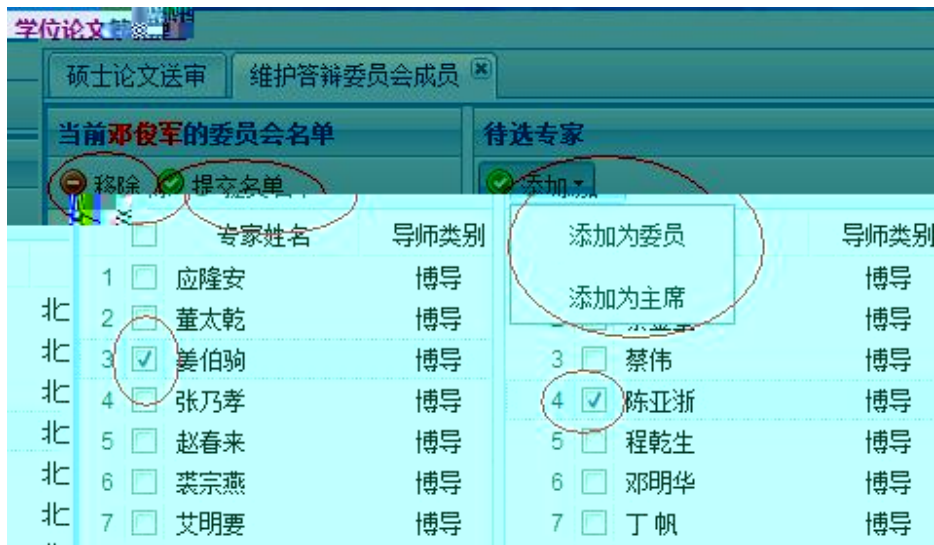 学位论文
硕士论文送审 维护答辩委员会成员
当前邓俊军的委员会名单 待选专家
移除 提交名单 添加
专家姓名 导师类别 添加为委员 导师类别
1 应隆安 博导 博导
北 2 董太乾 博导 添加为主席 博导
北 3 姜伯驹 博导 3 蔡伟 博导
北 4 张乃孝 博导 4 陈亚浙 博导
北 5 赵春来 博导 5 程乾生 博导
北 6 裘宗燕 博导 6 邓明华 博导
北 7 艾明要 博导 7 丁帆 博导